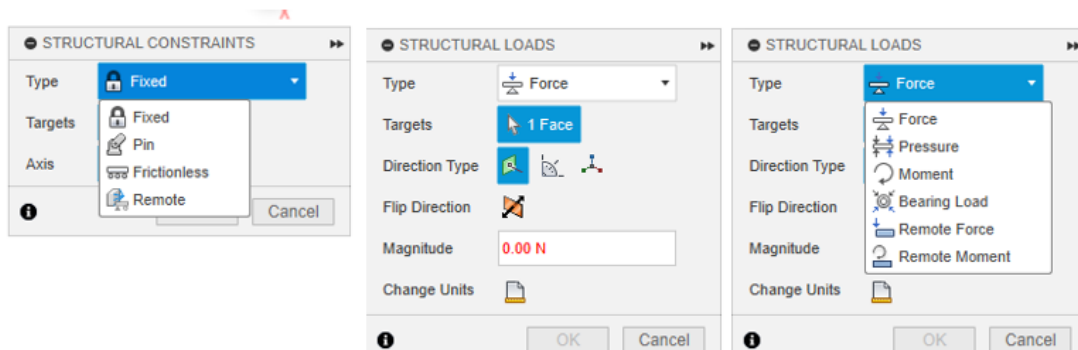 STRUCTURAL CONSTRAINTS
Type Fixed
Fixed
Targets
Pin
Axis
Frictionless
Remote
Cancel
STRUCTURAL LOADS
Type Force
Targets 1 Face
Direction Type
Flip Direction
Magnitude 0.00 N
Change Units
OK Cancel
STRUCTURAL LOADS
Type Force
Force
Targets
Pressure
Direction Type
Moment
Bearing Load
Flip Direction
Remote Force
Magnitude
Remote Moment
Change Units
OK Cancel